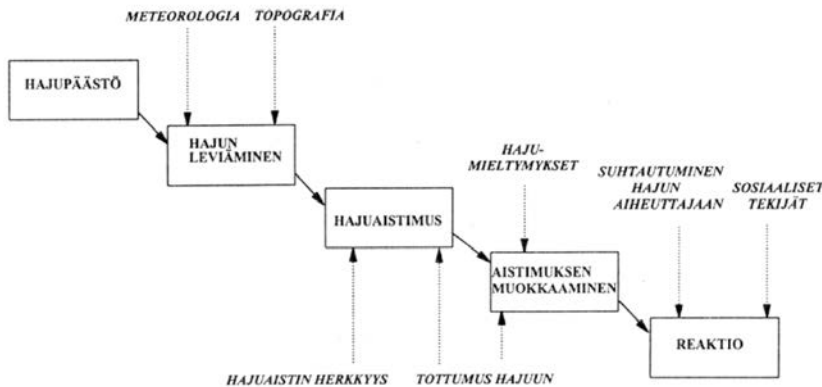 METEOROLOGIA TOPOGRAFIA
HAJUPÄÄSTÖ
HAJUN
LEVIÄMINEN
HAJU-
MIELTYMYKSET
SUHTAUTUMINEN
HAJUN
AIHEUTTAJAAN
SOSIAALISET
TEKIJÄT
HAJUAISTIMUS
AISTIMUKSEN
MUOKKAAMINEN
REAKTIO
HAJUAISTIN HERKKYYS
TOTTUMUS HAJUUN